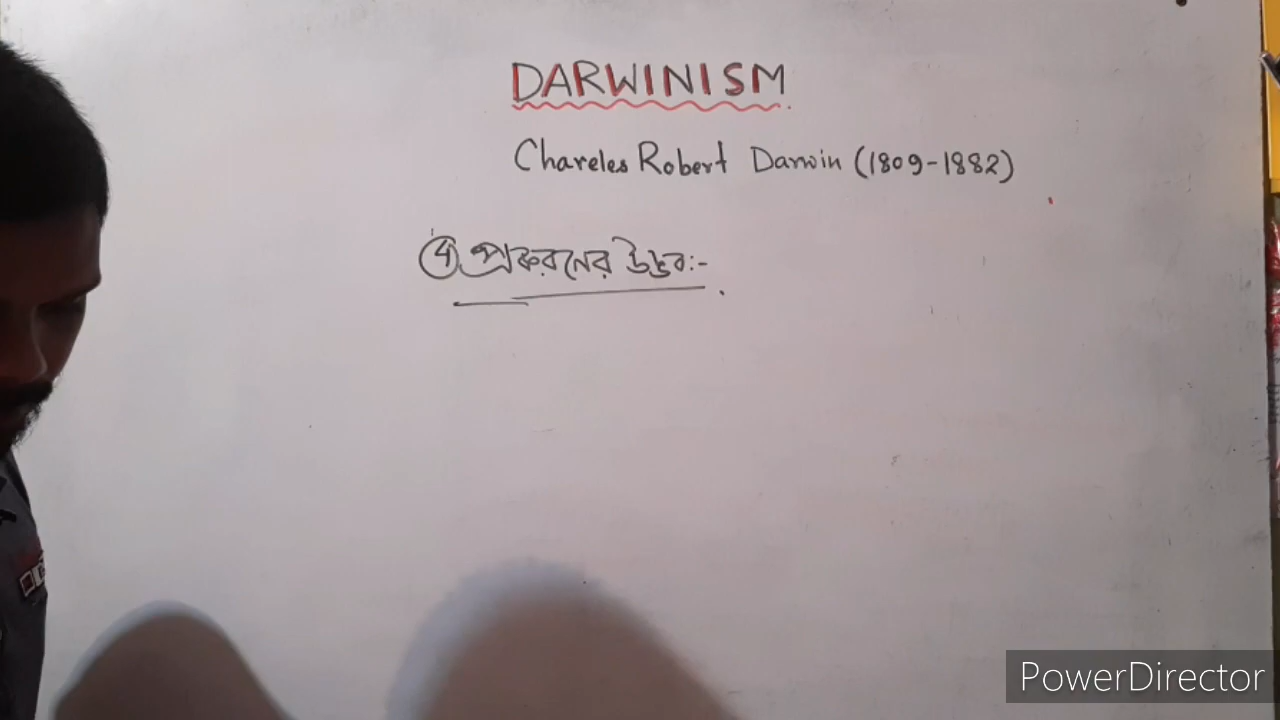 DARWINISM
Chareles Robert Darwin (1809-1882)
④ প্রকরনের উদ্ভব:-
PowerDirector